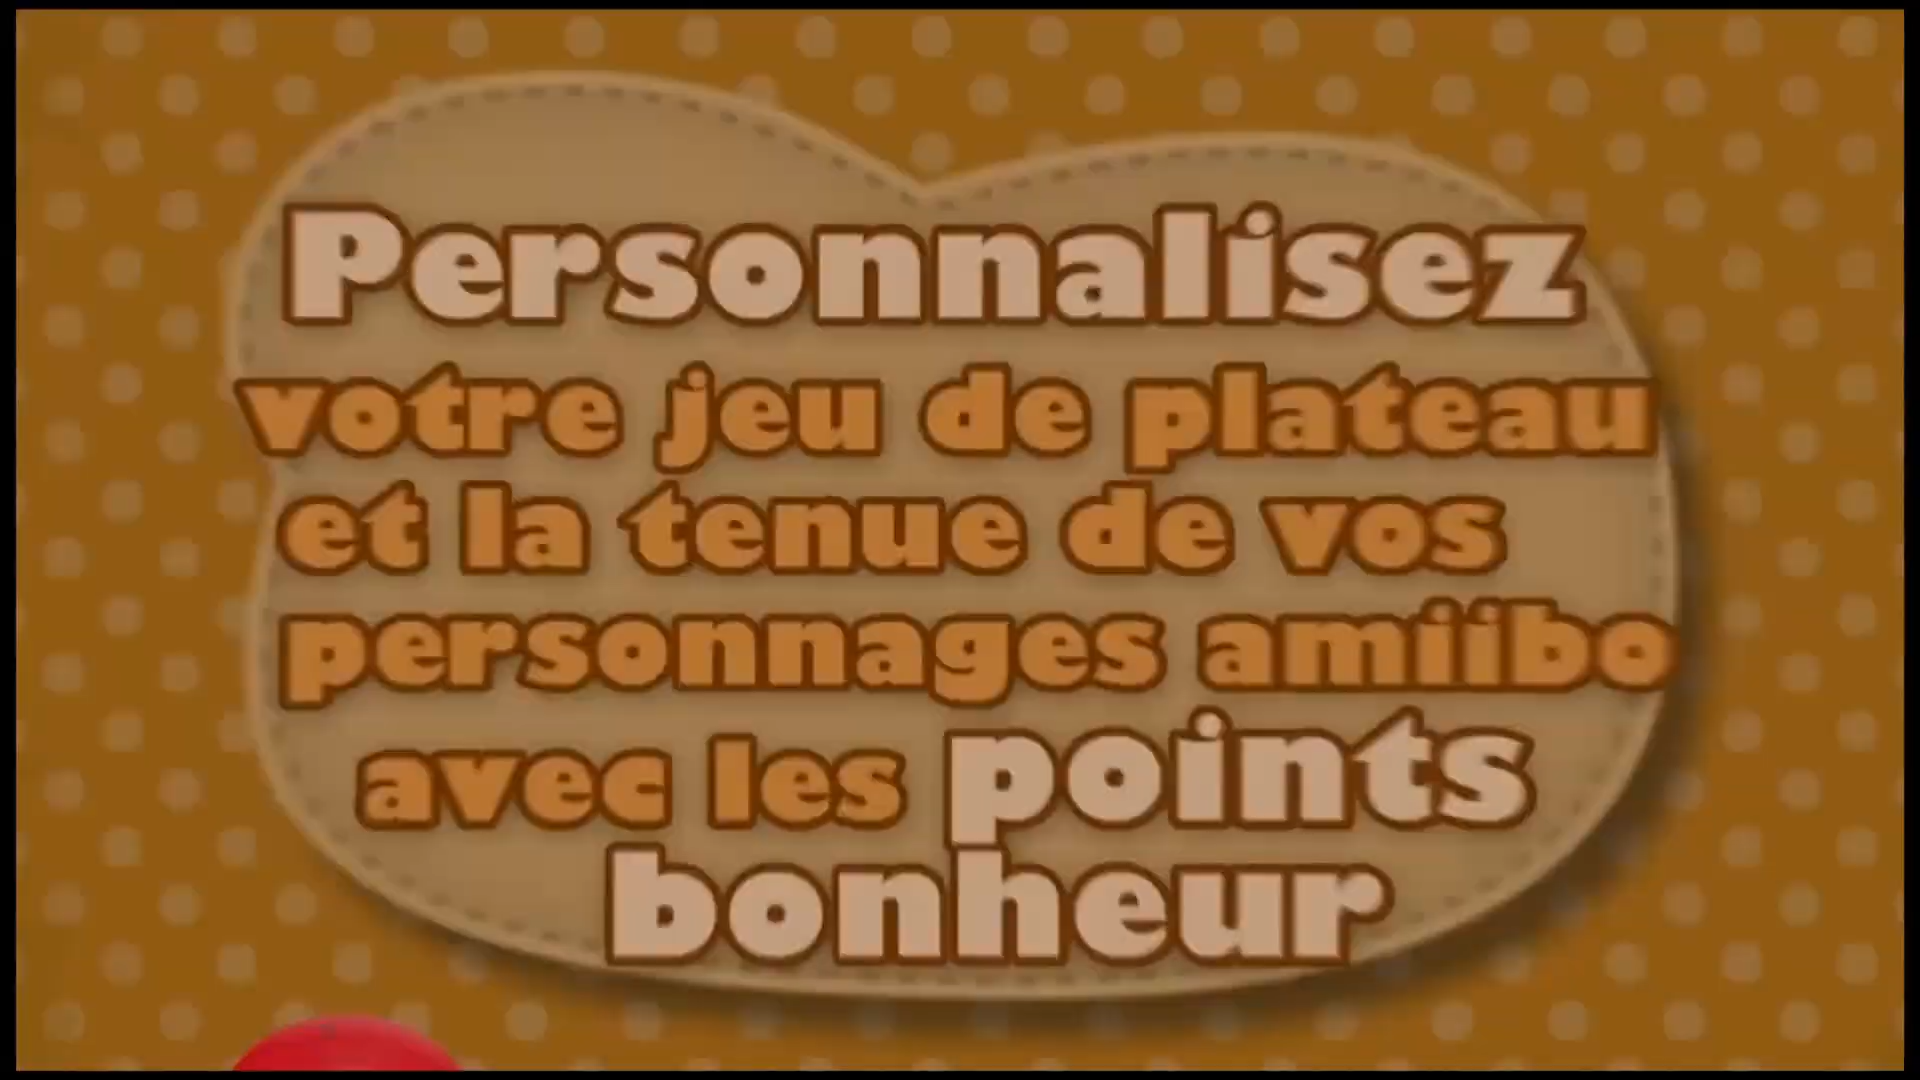 Personnalisez
votre jeu de plateau
et la tenue de vos
personnages amiibo
avec les points
bonheur